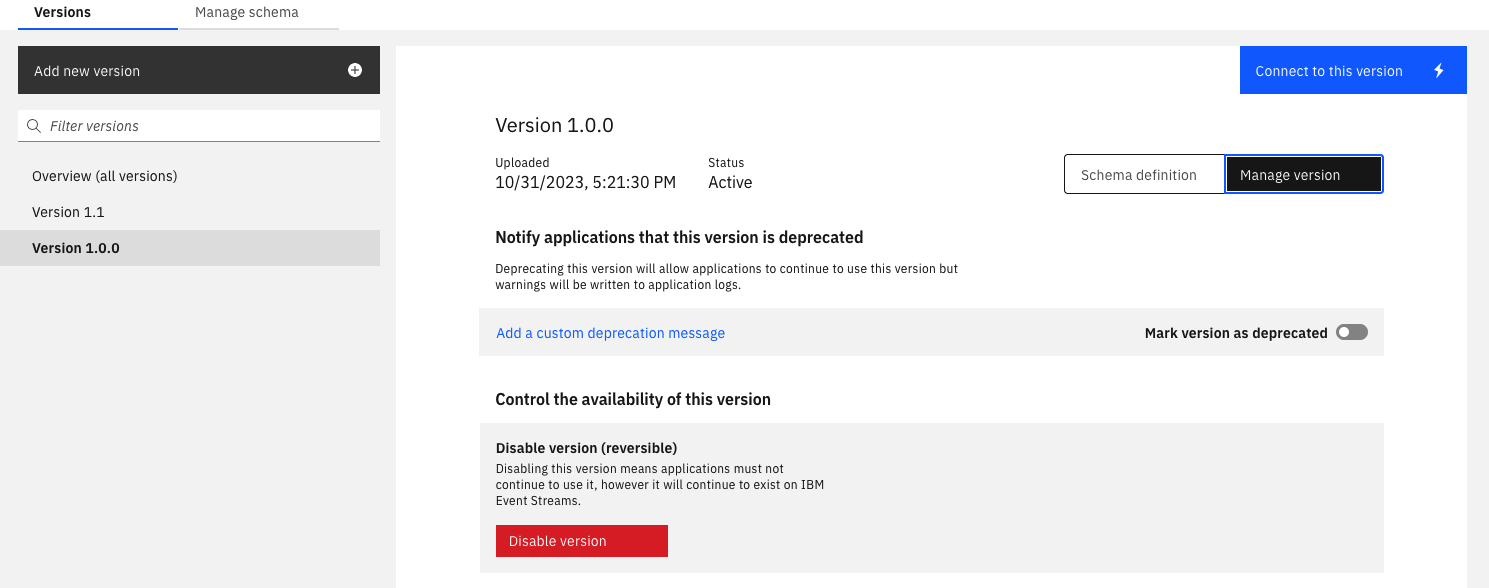 Versions
Manage schema
Add new version
Filter versions
Overview (all versions)
Version 1.1
Version 1.0.0
Connect to this version
Version 1.0.0
Uploaded
10/31/2023, 5:21:30 PM
Status
Active
Schema definition
Manage version
Notify applications that this version is deprecated
Deprecating this version will allow applications to continue to use this version but
warnings will be written to application logs.
Add a custom deprecation message
Mark version as deprecated
Control the availability of this version
Disable version (reversible)
Disabling this version means applications must not
continue to use it, however it will continue to exist on IBM
Event Streams.
Disable version